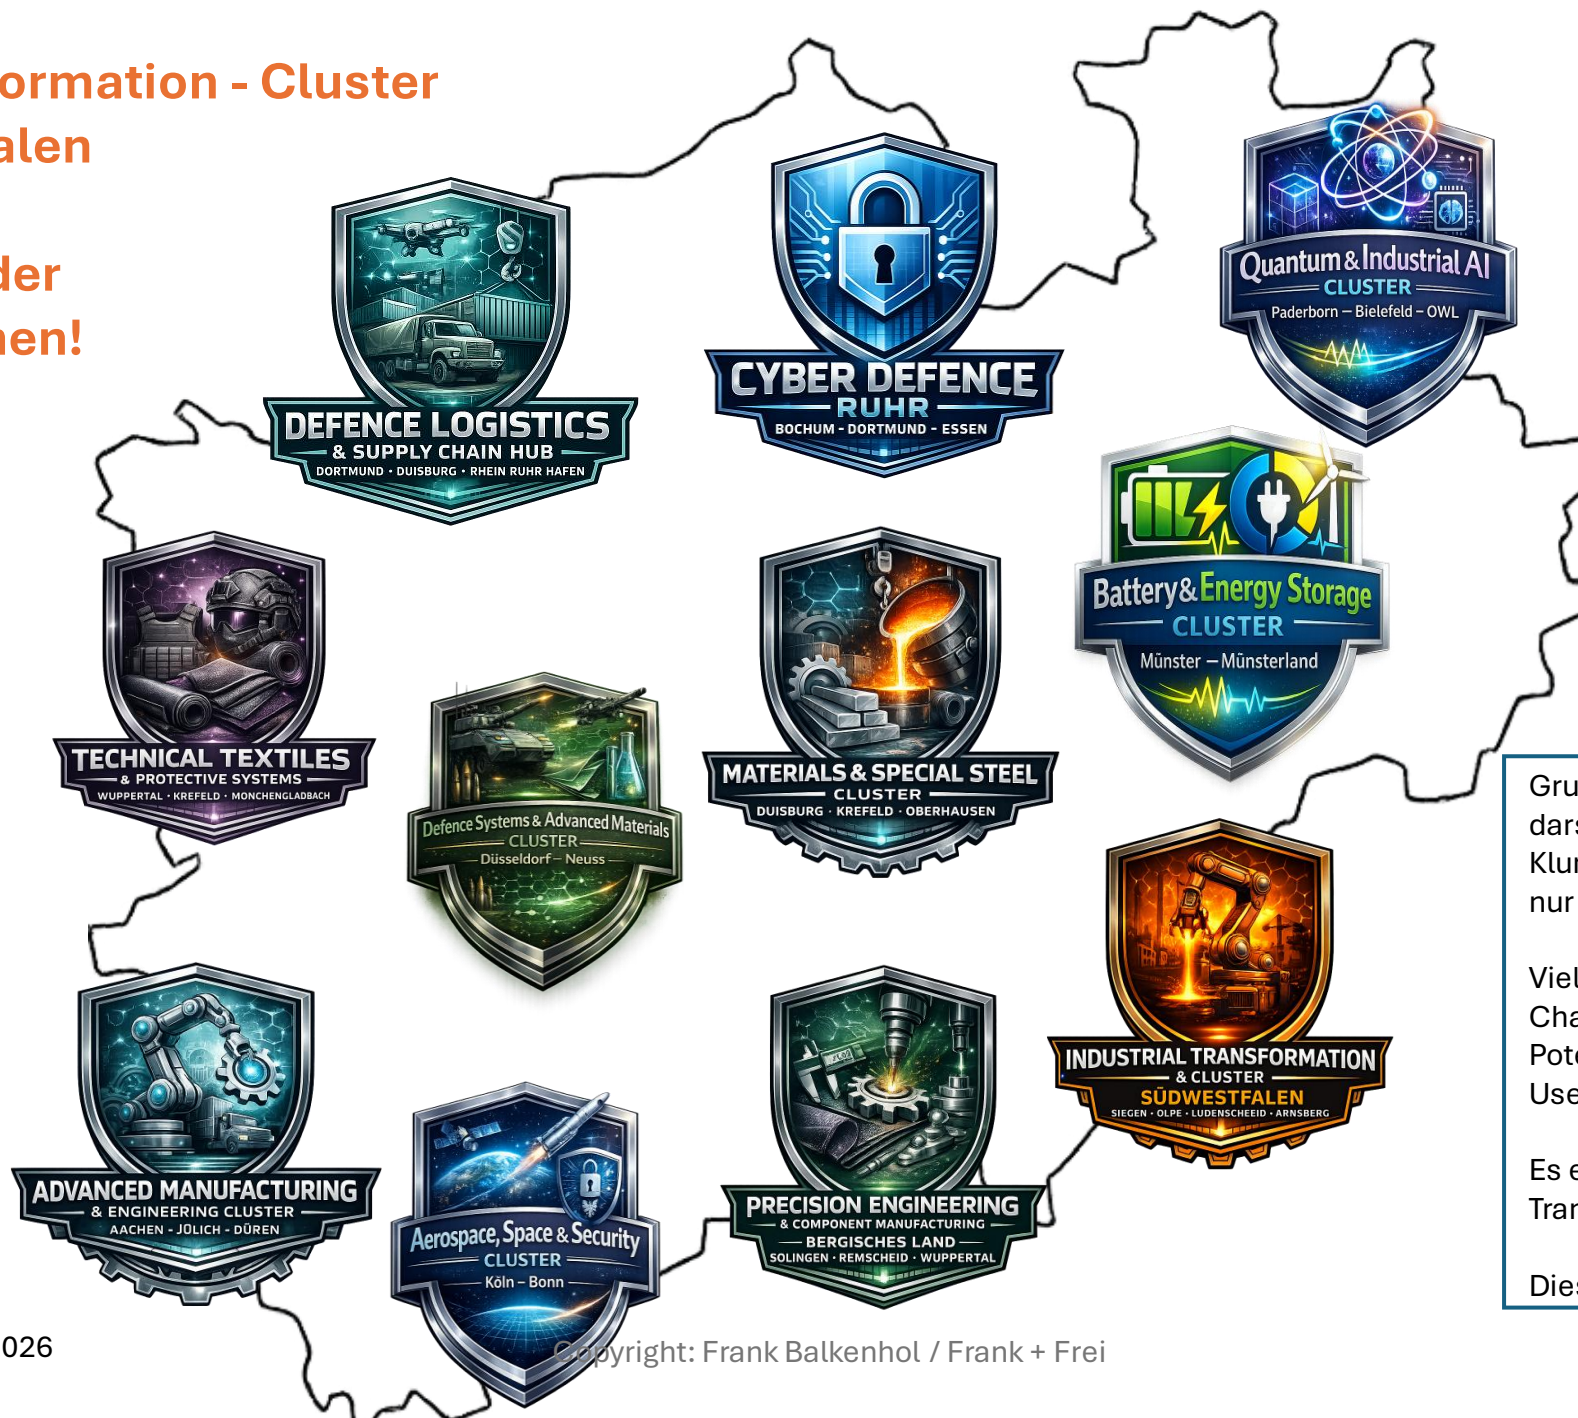 ormation - Cluster
alen
der
nen!
DEFENCE LOGISTICS
& SUPPLY CHAIN HUB
DORTMUND • DUISBURG • RHEIN RUHR HAFEN
CYBER DEFENCE
RUHR
BOCHUM - DORTMUND - ESSEN
Quantum & Industrial AI
CLUSTER
Paderborn – Bielefeld – OWL
Battery & Energy Storage
CLUSTER
Münster – Münsterland
TECHNICAL TEXTILES
& PROTECTIVE SYSTEMS
WUPPERTAL • KREFELD • MONCHENGLADBACH
Defence Systems & Advanced Materials
CLUSTER
Düsseldorf – Neuss
MATERIALS & SPECIAL STEEL
CLUSTER
DUISBURG · KREFELD · OBERHAUSEN
INDUSTRIAL TRANSFORMATION
& CLUSTER
SÜDWESTFALEN
SIEGEN • OLPE • LUDENSCHEEID • ARNSBERG
ADVANCED MANUFACTURING
& ENGINEERING CLUSTER
AACHEN - JÜLICH - DÜREN
Aerospace, Space & Security
CLUSTER
Köln – Bonn
PRECISION ENGINEERING
& COMPONENT MANUFACTURING
BERGISCHES LAND
SOLINGEN • REMSCHEID • WUPPERTAL
Gru
dars
Klur
nur
Viel
Cha
Pote
Use
Es e
Tran
Dies
026
Copyright: Frank Balkenhol / Frank + Frei